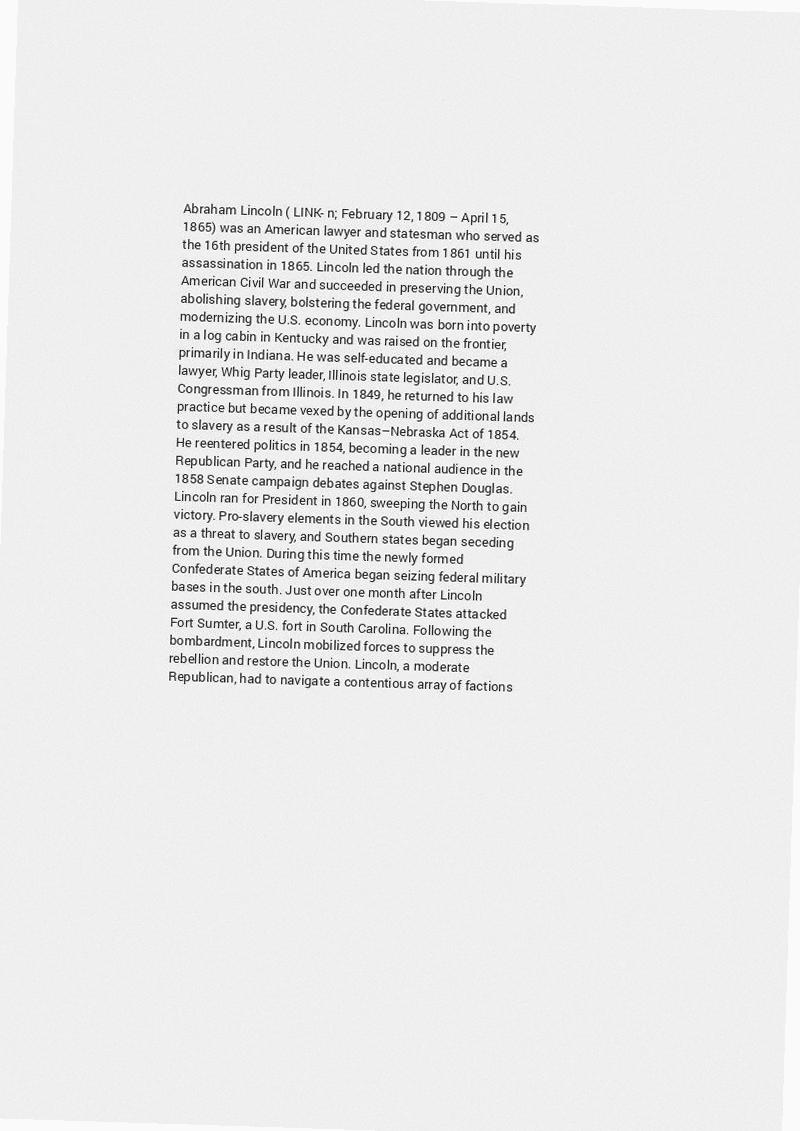 Abraham Lincoln ( LINK- n; February 12, 1809 – April 15,
1865) was an American lawyer and statesman who served as
the 16th president of the United States from 1861 until his
assassination in 1865. Lincoln led the nation through the
American Civil War and succeeded in preserving the Union,
abolishing slavery, bolstering the federal government, and
modernizing the U.S. economy. Lincoln was born into poverty
in a log cabin in Kentucky and was raised on the frontier,
primarily in Indiana. He was self-educated and became a
lawyer, Whig Party leader, Illinois state legislator, and U.S.
Congressman from Illinois. In 1849, he returned to his law
practice but became vexed by the opening of additional lands
to slavery as a result of the Kansas–Nebraska Act of 1854.
He reentered politics in 1854, becoming a leader in the new
Republican Party, and he reached a national audience in the
1858 Senate campaign debates against Stephen Douglas.
Lincoln ran for President in 1860, sweeping the North to gain
victory. Pro-slavery elements in the South viewed his election
as a threat to slavery, and Southern states began seceding
from the Union. During this time the newly formed
Confederate States of America began seizing federal military
bases in the south. Just over one month after Lincoln
assumed the presidency, the Confederate States attacked
Fort Sumter, a U.S. fort in South Carolina. Following the
bombardment, Lincoln mobilized forces to suppress the
rebellion and restore the Union. Lincoln, a moderate
Republican, had to navigate a contentious array of factions